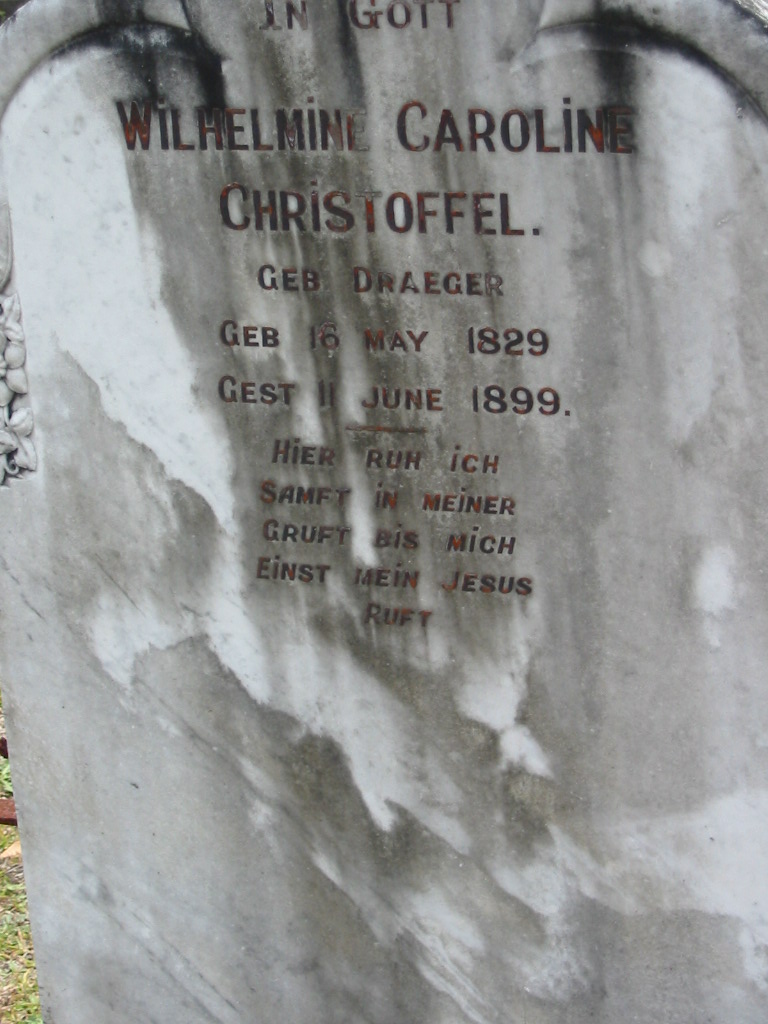 IN GOTT
WILHELMINE CAROLINE
CHRISTOFFEL.
GEB DRAEGER
GEB 16 MAY 1829
GEST 11 JUNE 1899.
HIER RUH ICH
SAMFT IN MEINER
GRUFT BIS MICH
EINST MEIN JESUS
RUFT